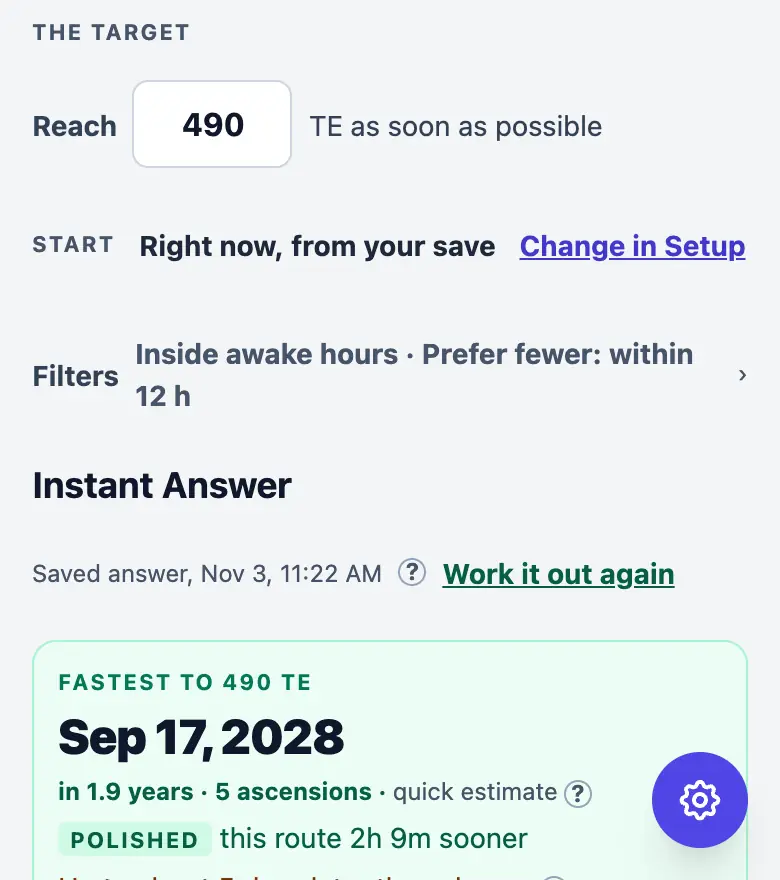 THE TARGET
Reach 490 TE as soon as possible
START Right now, from your save Change in Setup
Filters Inside awake hours · Prefer fewer: within
12 h ›
Instant Answer
Saved answer, Nov 3, 11:22 AM ? Work it out again
FASTEST TO 490 TE
Sep 17, 2028
in 1.9 years · 5 ascensions · quick estimate ?
POLISHED this route 2h 9m sooner